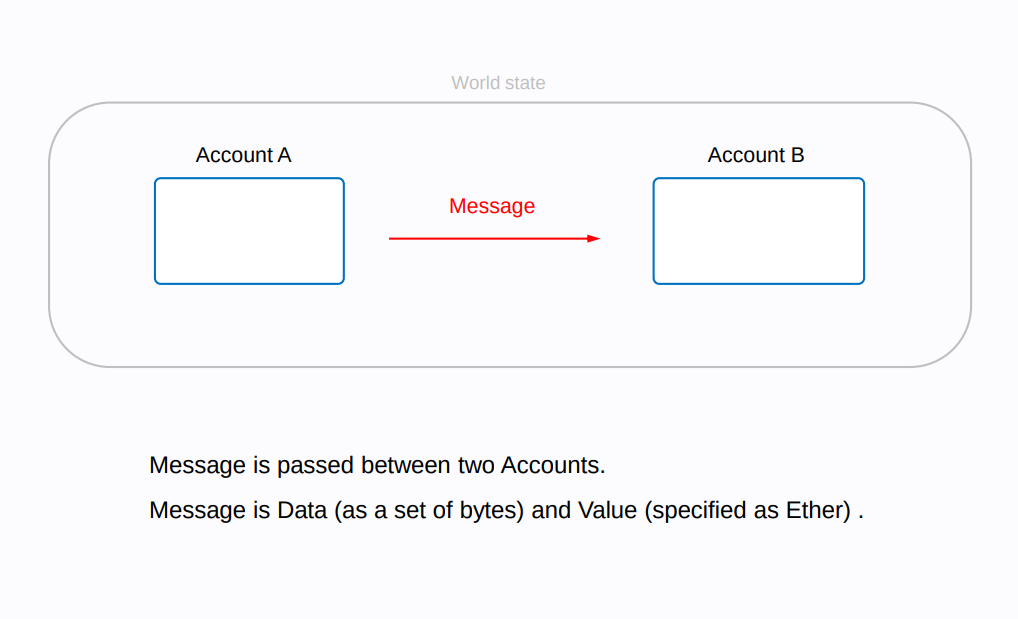 World state
Account A
Account B
Message
Message is passed between two Accounts.
Message is Data (as a set of bytes) and Value (specified as Ether) .